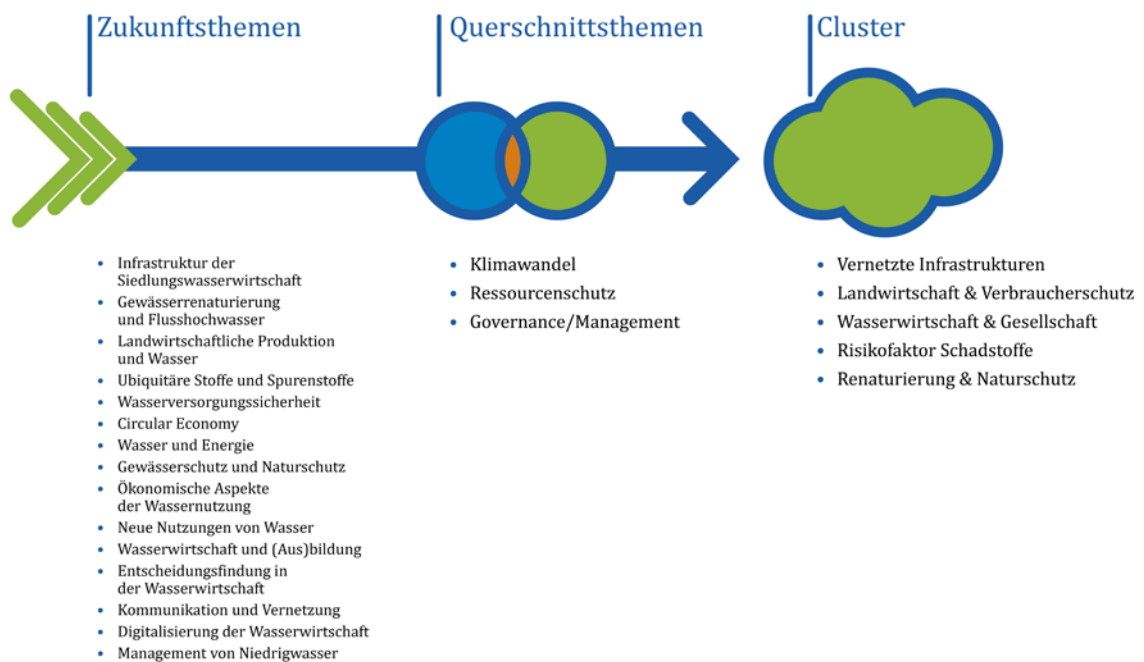 Zukunftsthemen
• Infrastruktur der
Siedlungswasserwirtschaft
• Gewässerrenaturierung
und Flusshochwasser
• Landwirtschaftliche Produktion
und Wasser
• Ubiquitäre Stoffe und Spurenstoffe
• Wasserversorgungssicherheit
• Circular Economy
• Wasser und Energie
• Gewässerschutz und Naturschutz
• Ökonomische Aspekte
der Wassernutzung
• Neue Nutzungen von Wasser
• Wasserwirtschaft und (Aus)bildung
• Entscheidungsfindung in
der Wasserwirtschaft
• Kommunikation und Vernetzung
• Digitalisierung der Wasserwirtschaft
• Management von Niedrigwasser
Querschnittsthemen
• Klimawandel
• Ressourcenschutz
• Governance/Management
Cluster
• Vernetzte Infrastrukturen
• Landwirtschaft & Verbraucherschutz
• Wasserwirtschaft & Gesellschaft
• Risikofaktor Schadstoffe
• Renaturierung & Naturschutz